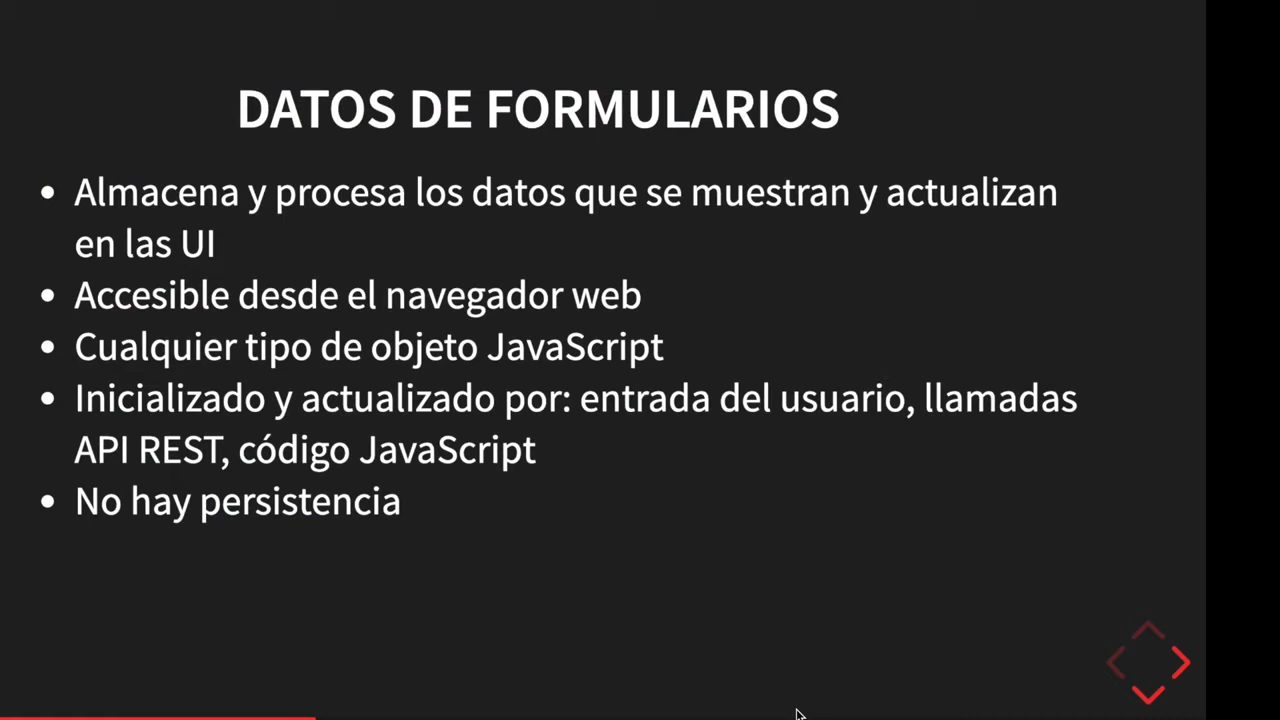 DATOS DE FORMULARIOS
• Almacena y procesa los datos que se muestran y actualizan
en las UI
• Accesible desde el navegador web
• Cualquier tipo de objeto JavaScript
• Inicializado y actualizado por: entrada del usuario, llamadas
API REST, código JavaScript
• No hay persistencia